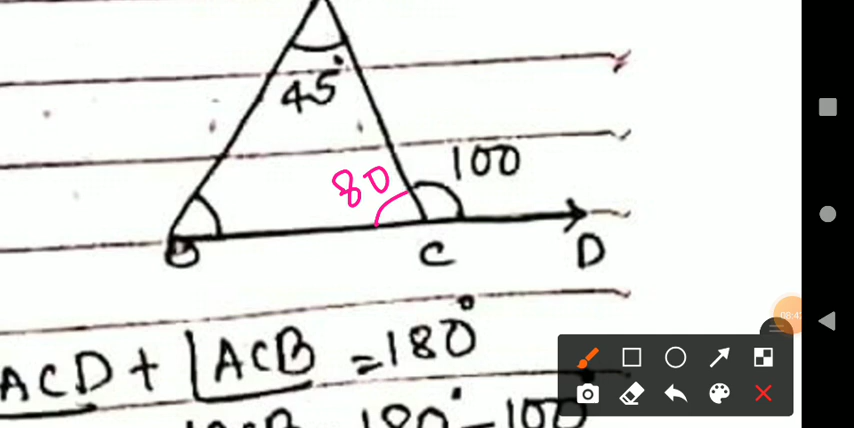 45°
80
100
B
C
D
ACD + ∠ACB = 180°
180° - 100